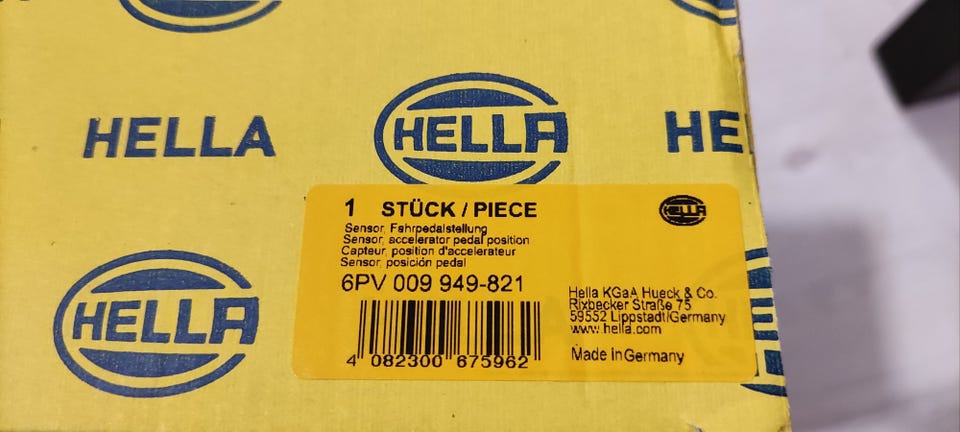 HELLA
HELLA
HELLA
HE
HELLA
1 STÜCK / PIECE
HELLA
Sensor, Fahrpedalstellung
Sensor, accelerator pedal position
Capteur, position d'accelerateur
Sensor, posición pedal
6PV 009 949-821
Hella KGaA Hueck & Co.
Rixbecker Straße 75
59552 Lippstadt/Germany
www.hella.com
Made in Germany
4 082300 675962